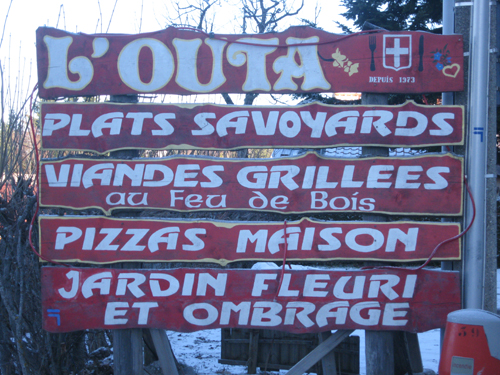 L'OUTA
DEPUIS 1973
PLATS SAVOYARDS
VIANDES GRILLEES
au Feu de Bois
PIZZAS MAISON
JARDIN FLEURI
ET OMBRAGE